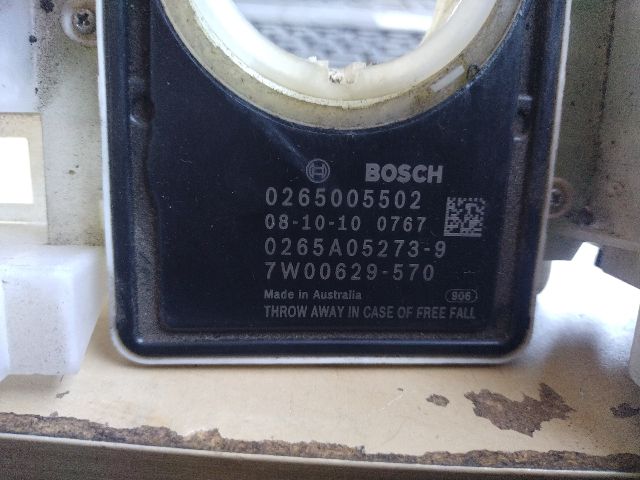 BOSCH
0265005502
08-10-10 0767
0265A05273-9
7W00629-570
Made in Australia 906
THROW AWAY IN CASE OF FREE FALL